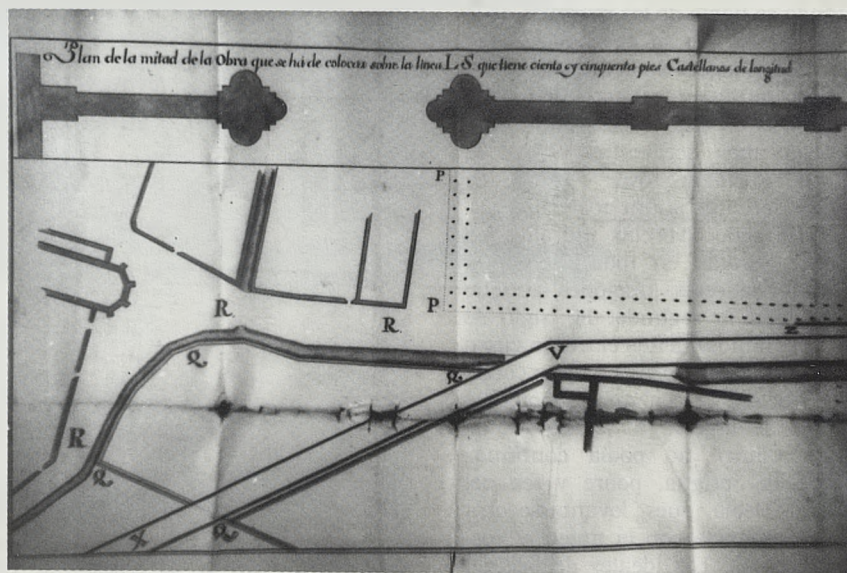 Plan de la mitad de la Obra que se há de colocar sobre la linea L.S. que tiene ciento y cinquenta pies Castellanos de longitud
P
R.
P
R.
V
Z
Q
Q
R
Q
X
Q